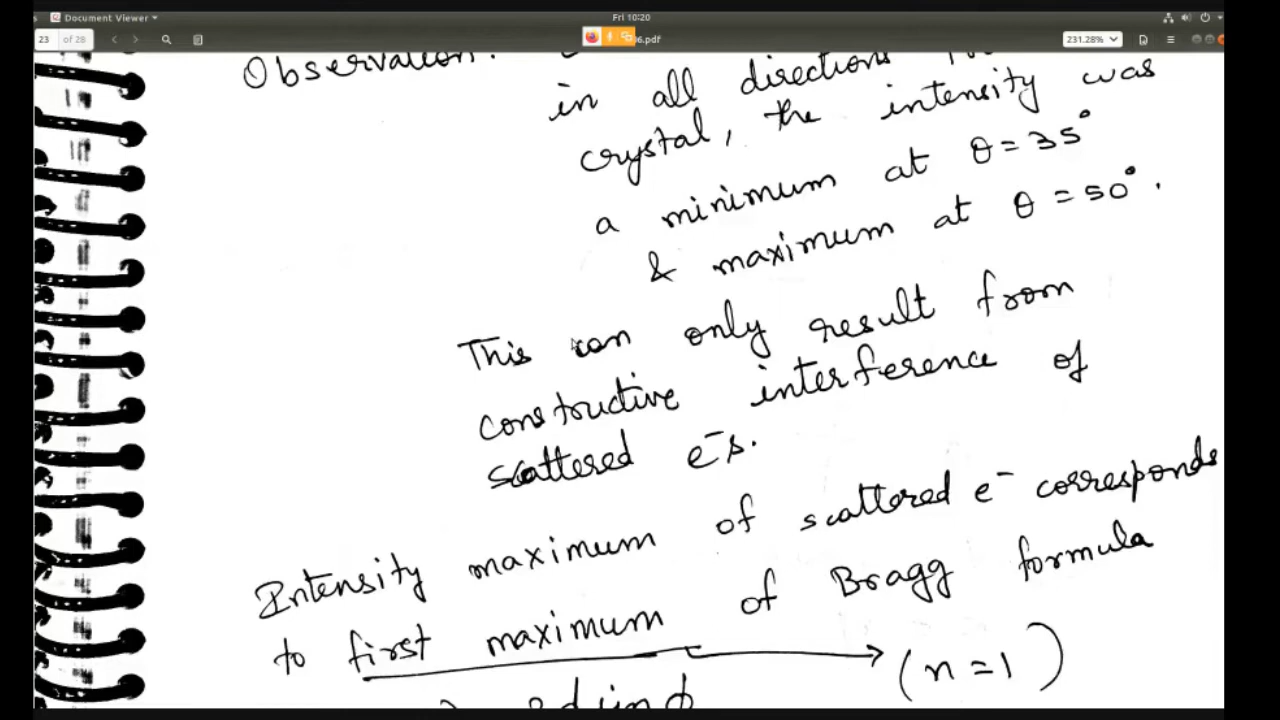 Document Viewer
Fri 10:20
23 of 28
6.pdf
231.28%
Observation:
in all directions
crystal, the intensity was
a minimum at θ = 35°
& maximum at θ = 50°.
This can only result from
constructive interference of
scattered e⁻s.
Intensity maximum of scattered e⁻ corresponds
to first maximum of Bragg formula
(n = 1)